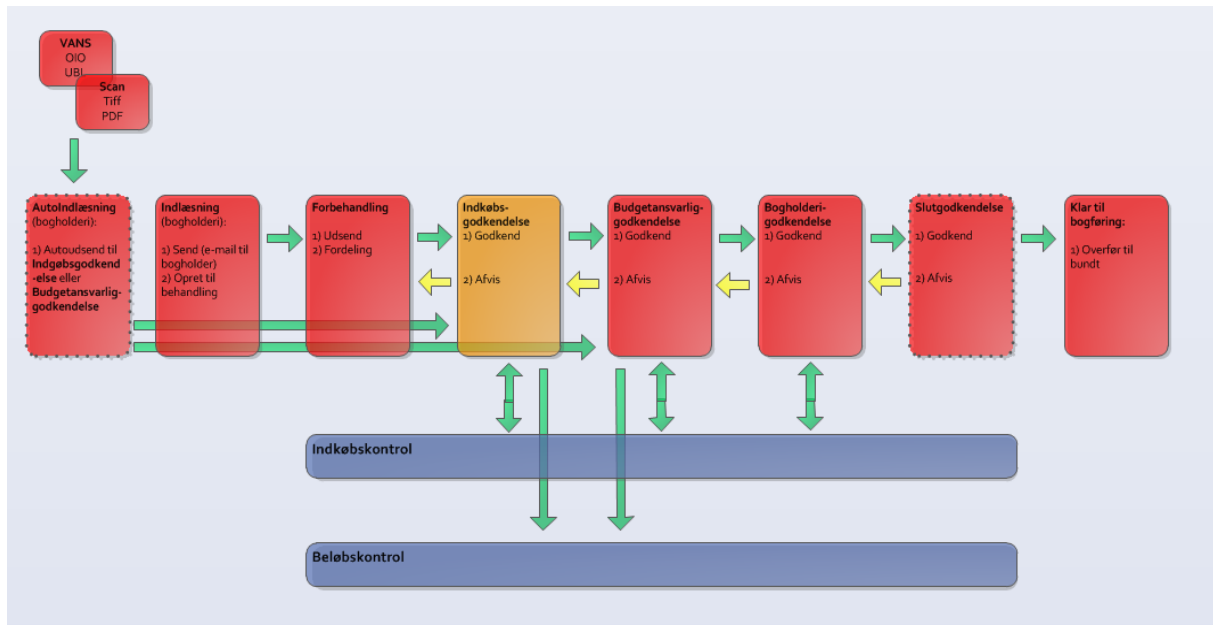 VANS
OIO
UBL
Scan
Tiff
PDF
AutoIndlæsning
(bogholderi):
1) Autoudsend til
Indgøbsgodkend
-else eller
Budgetansvarlig-
godkendelse
Indlæsning
(bogholderi):
1) Send (e-mail til
bogholder)
2) Opret til
behandling
Forbehandling
1) Udsend
2) Fordeling
Indkøbs-
godkendelse
1) Godkend
2) Afvis
Budgetansvarlig-
godkendelse
1) Godkend
2) Afvis
Bogholderi-
godkendelse
1) Godkend
2) Afvis
Slutgodkendelse
1) Godkend
2) Afvis
Klar til
bogføring:
1) Overfør til
bundt
Indkøbskontrol
Beløbskontrol